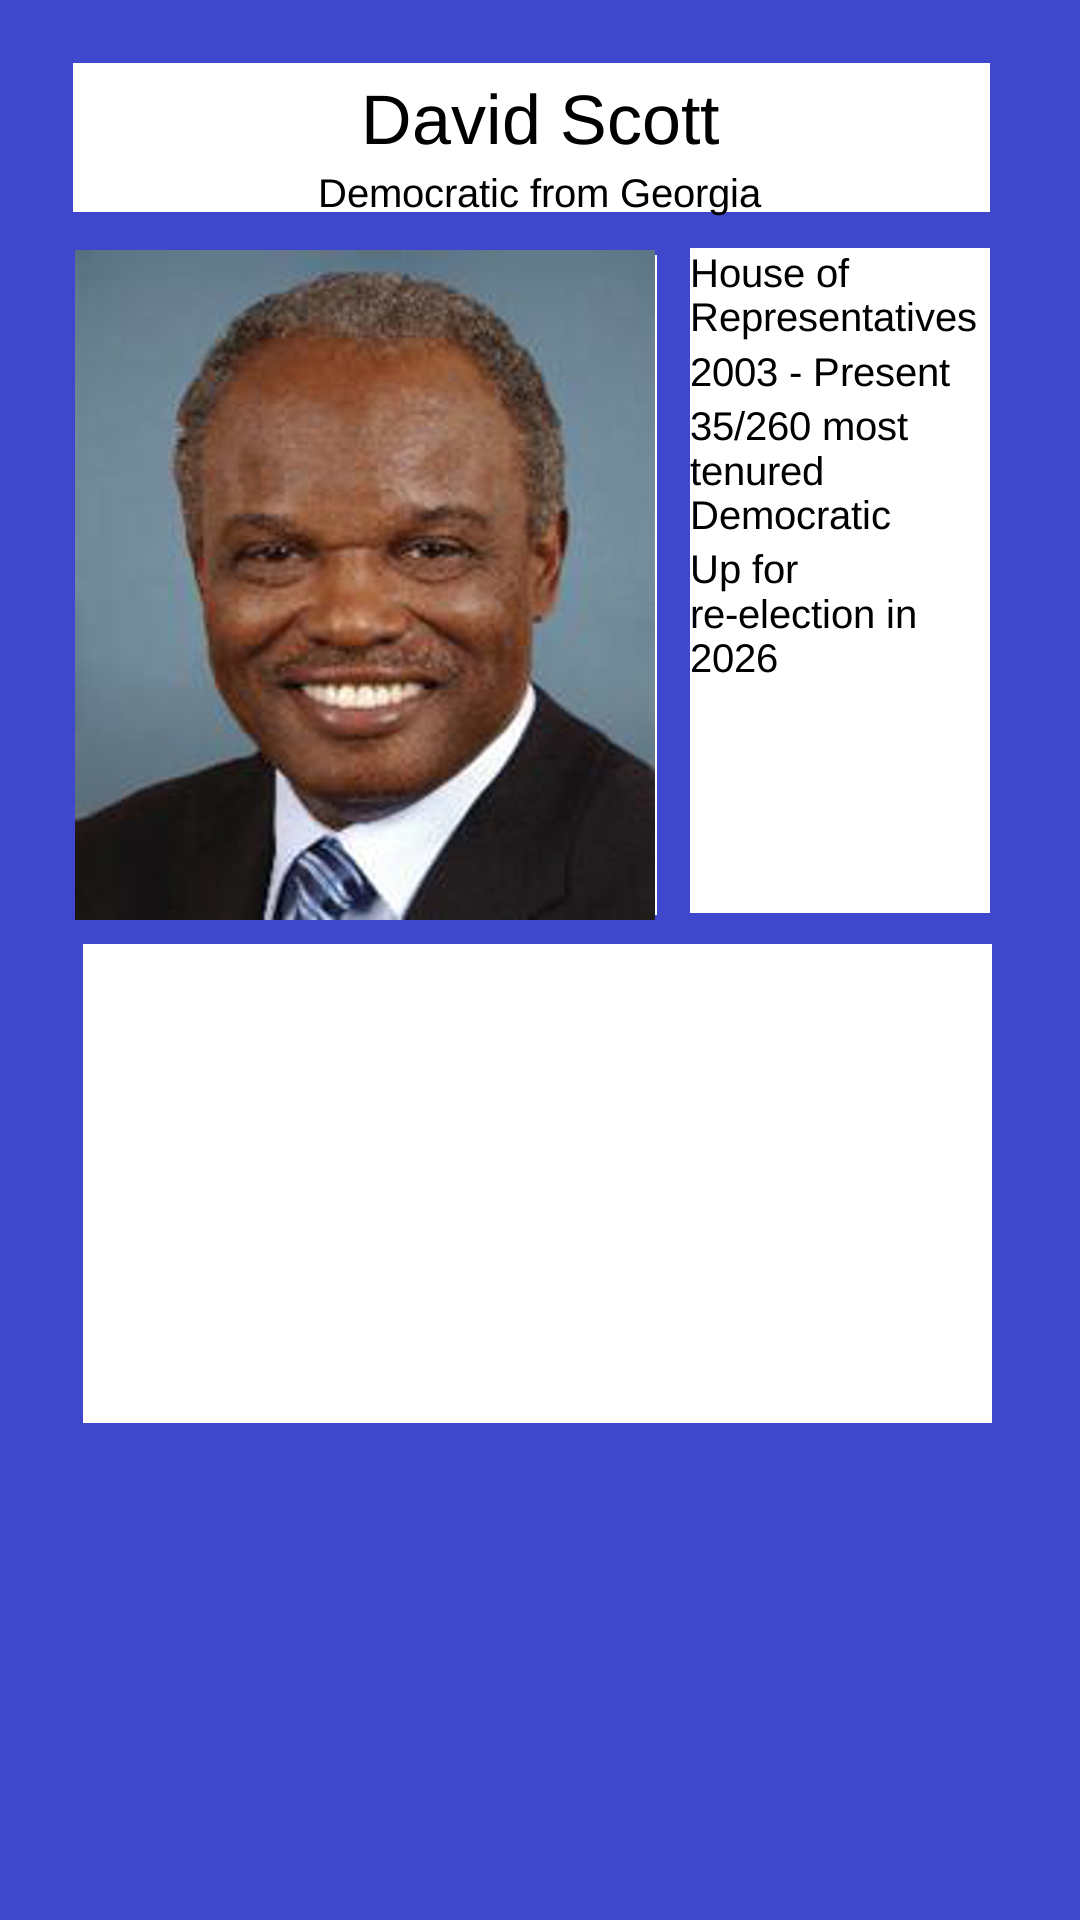 David Scott
Democratic from Georgia
House of
Representatives
2003 - Present
35/260 most
tenured
Democratic
Up for
re-election in
2026